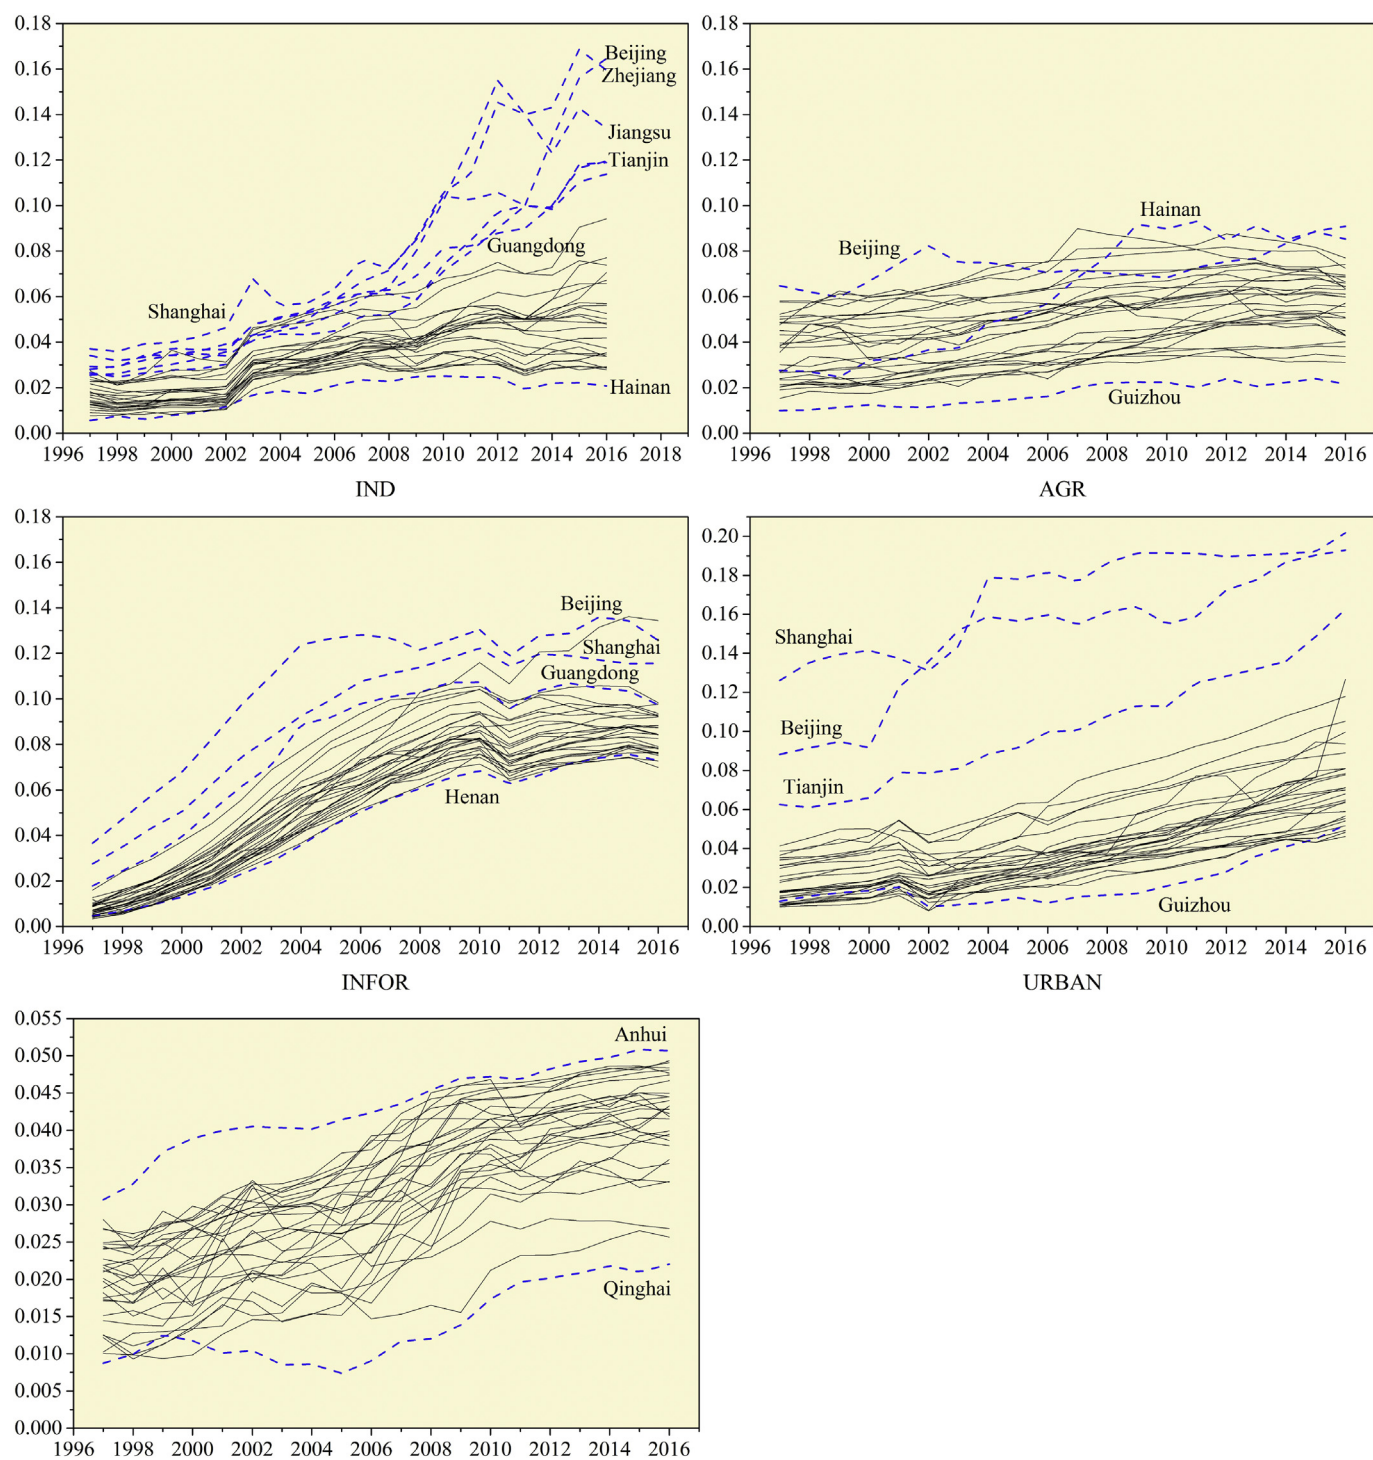 0.18
0.16
0.14
0.12
0.10
0.08
0.06
0.04
0.02
0.00
Beijing
Zhejiang
Jiangsu
Tianjin
Guangdong
Shanghai
Hainan
1996 1998 2000 2002 2004 2006 2008 2010 2012 2014 2016 2018
IND
0.18
0.16
0.14
0.12
0.10
0.08
0.06
0.04
0.02
0.00
Hainan
Beijing
Guizhou
1996 1998 2000 2002 2004 2006 2008 2010 2012 2014 2016
AGR
0.18
0.16
0.14
0.12
0.10
0.08
0.06
0.04
0.02
0.00
Beijing
Shanghai
Guangdong
Henan
1996 1998 2000 2002 2004 2006 2008 2010 2012 2014 2016
INFOR
0.20
0.18
0.16
0.14
0.12
0.10
0.08
0.06
0.04
0.02
0.00
Shanghai
Beijing
Tianjin
Guizhou
1996 1998 2000 2002 2004 2006 2008 2010 2012 2014 2016
URBAN
0.055
0.050
0.045
0.040
0.035
0.030
0.025
0.020
0.015
0.010
0.005
0.000
Anhui
Qinghai
1996 1998 2000 2002 2004 2006 2008 2010 2012 2014 2016